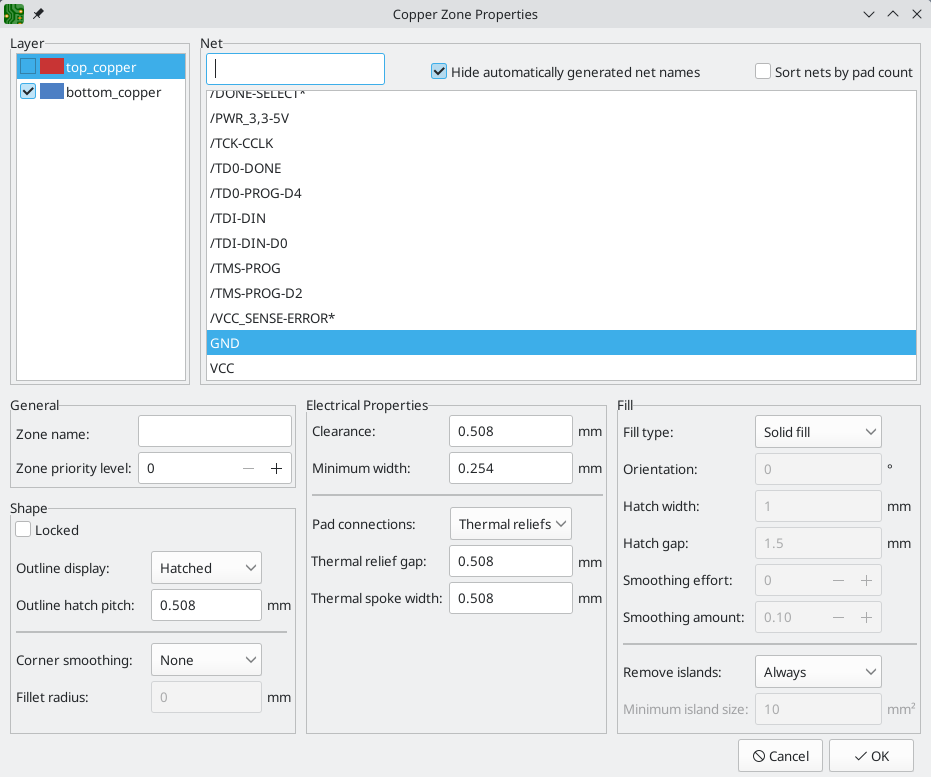 Copper Zone Properties
Layer
top_copper
bottom_copper
Net
Hide automatically generated net names
Sort nets by pad count
/DONE-SELECT*
/PWR_3,3-5V
/TCK-CCLK
/TD0-DONE
/TD0-PROG-D4
/TDI-DIN
/TDI-DIN-D0
/TMS-PROG
/TMS-PROG-D2
/VCC_SENSE-ERROR*
GND
VCC
General
Zone name:
Zone priority level: 0
Shape
Locked
Outline display: Hatched
Outline hatch pitch: 0.508 mm
Corner smoothing: None
Fillet radius: 0 mm
Electrical Properties
Clearance: 0.508 mm
Minimum width: 0.254 mm
Pad connections: Thermal reliefs
Thermal relief gap: 0.508 mm
Thermal spoke width: 0.508 mm
Fill
Fill type: Solid fill
Orientation: 0 °
Hatch width: 1 mm
Hatch gap: 1.5 mm
Smoothing effort: 0
Smoothing amount: 0.10
Remove islands: Always
Minimum island size: 10 mm²
Cancel
OK